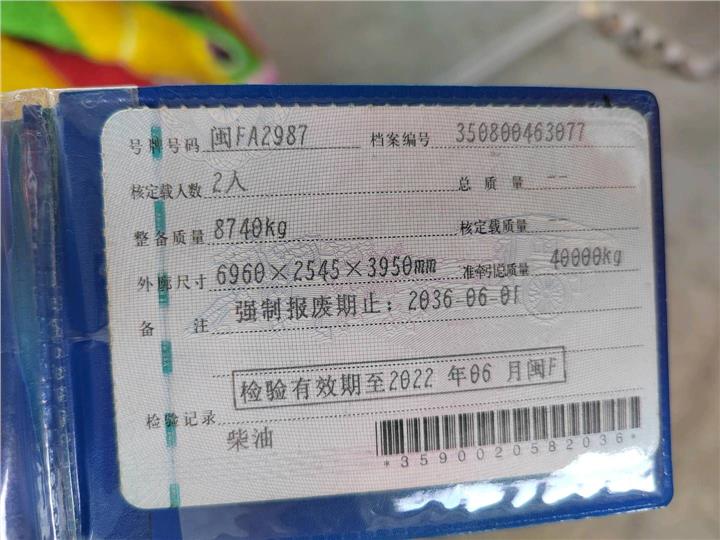 号牌号码 闽FA2987 档案编号 350800463077
核定载人数 2人 总质量 --
整备质量 8740kg 核定载质量 --
外廓尺寸 6960×2545×3950mm 准牵引总质量 40000kg
备注 强制报废期止：2036-06-01
检验有效期至2022 年06 月闽F
检验记录
柴油
*3590020582036*